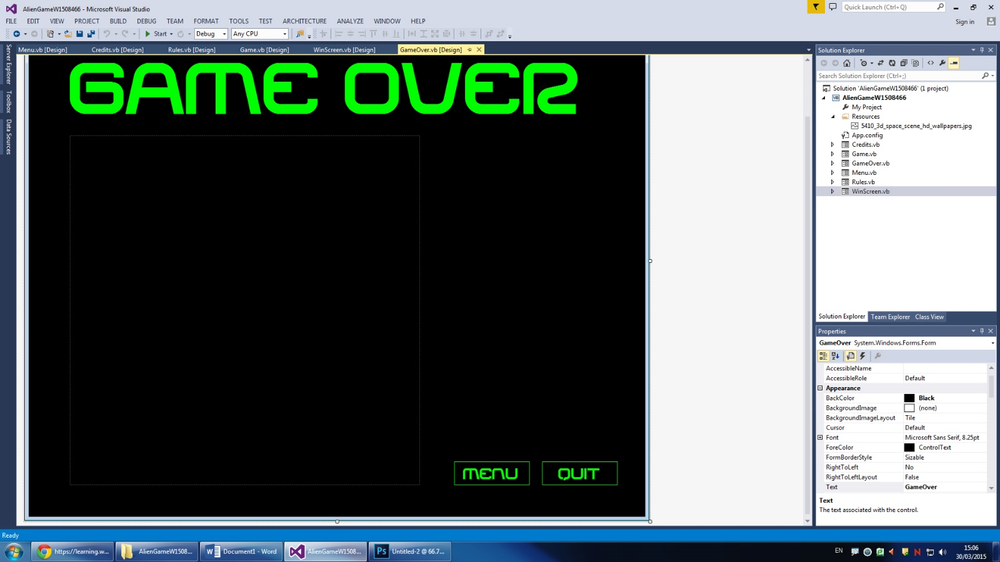 AlienGameW1508466 - Microsoft Visual Studio
Quick Launch (Ctrl+Q)
FILE EDIT VIEW PROJECT BUILD DEBUG TEAM FORMAT TOOLS TEST ARCHITECTURE ANALYZE WINDOW HELP
Sign in
Start Debug Any CPU
Server Explorer
Toolbox
Data Sources
Menu.vb [Design] Credits.vb [Design] Rules.vb [Design] Game.vb [Design] WinScreen.vb [Design] GameOver.vb [Design]
GAME OVER
MENU QUIT
Solution Explorer
Search Solution Explorer (Ctrl+;)
Solution 'AlienGameW1508466' (1 project)
VB AlienGameW1508466
My Project
Resources
5410_3d_space_scene_hd_wallpapers.jpg
App.config
Credits.vb
Game.vb
GameOver.vb
Menu.vb
Rules.vb
WinScreen.vb
Solution Explorer Team Explorer Class View
Properties
GameOver System.Windows.Forms.Form
AccessibleName
AccessibleRole Default
Appearance
BackColor Black
BackgroundImage (none)
BackgroundImageLayout Tile
Cursor Default
Font Microsoft Sans Serif, 8.25pt
ForeColor ControlText
FormBorderStyle Sizable
RightToLeft No
RightToLeftLayout False
Text GameOver
Text
The text associated with the control.
Ready
https://learning.w... AlienGameW1508... Document1 - Word AlienGameW1508... Ps Untitled-2 @ 66.7...
EN
15:06
30/03/2015